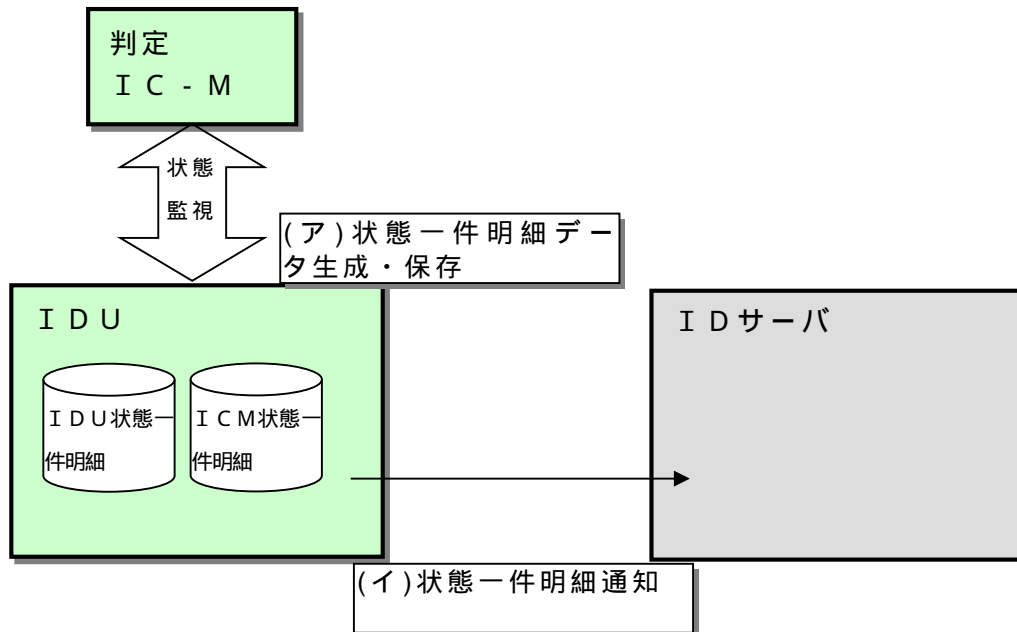 判定
ＩＣ-Ｍ
状態
監視
(ア)状態一件明細デー
タ生成・保存
ＩＤＵ
ＩＤサーバ
ＩＤＵ状態一
件明細
ＩＣＭ状態一
件明細
(イ)状態一件明細通知